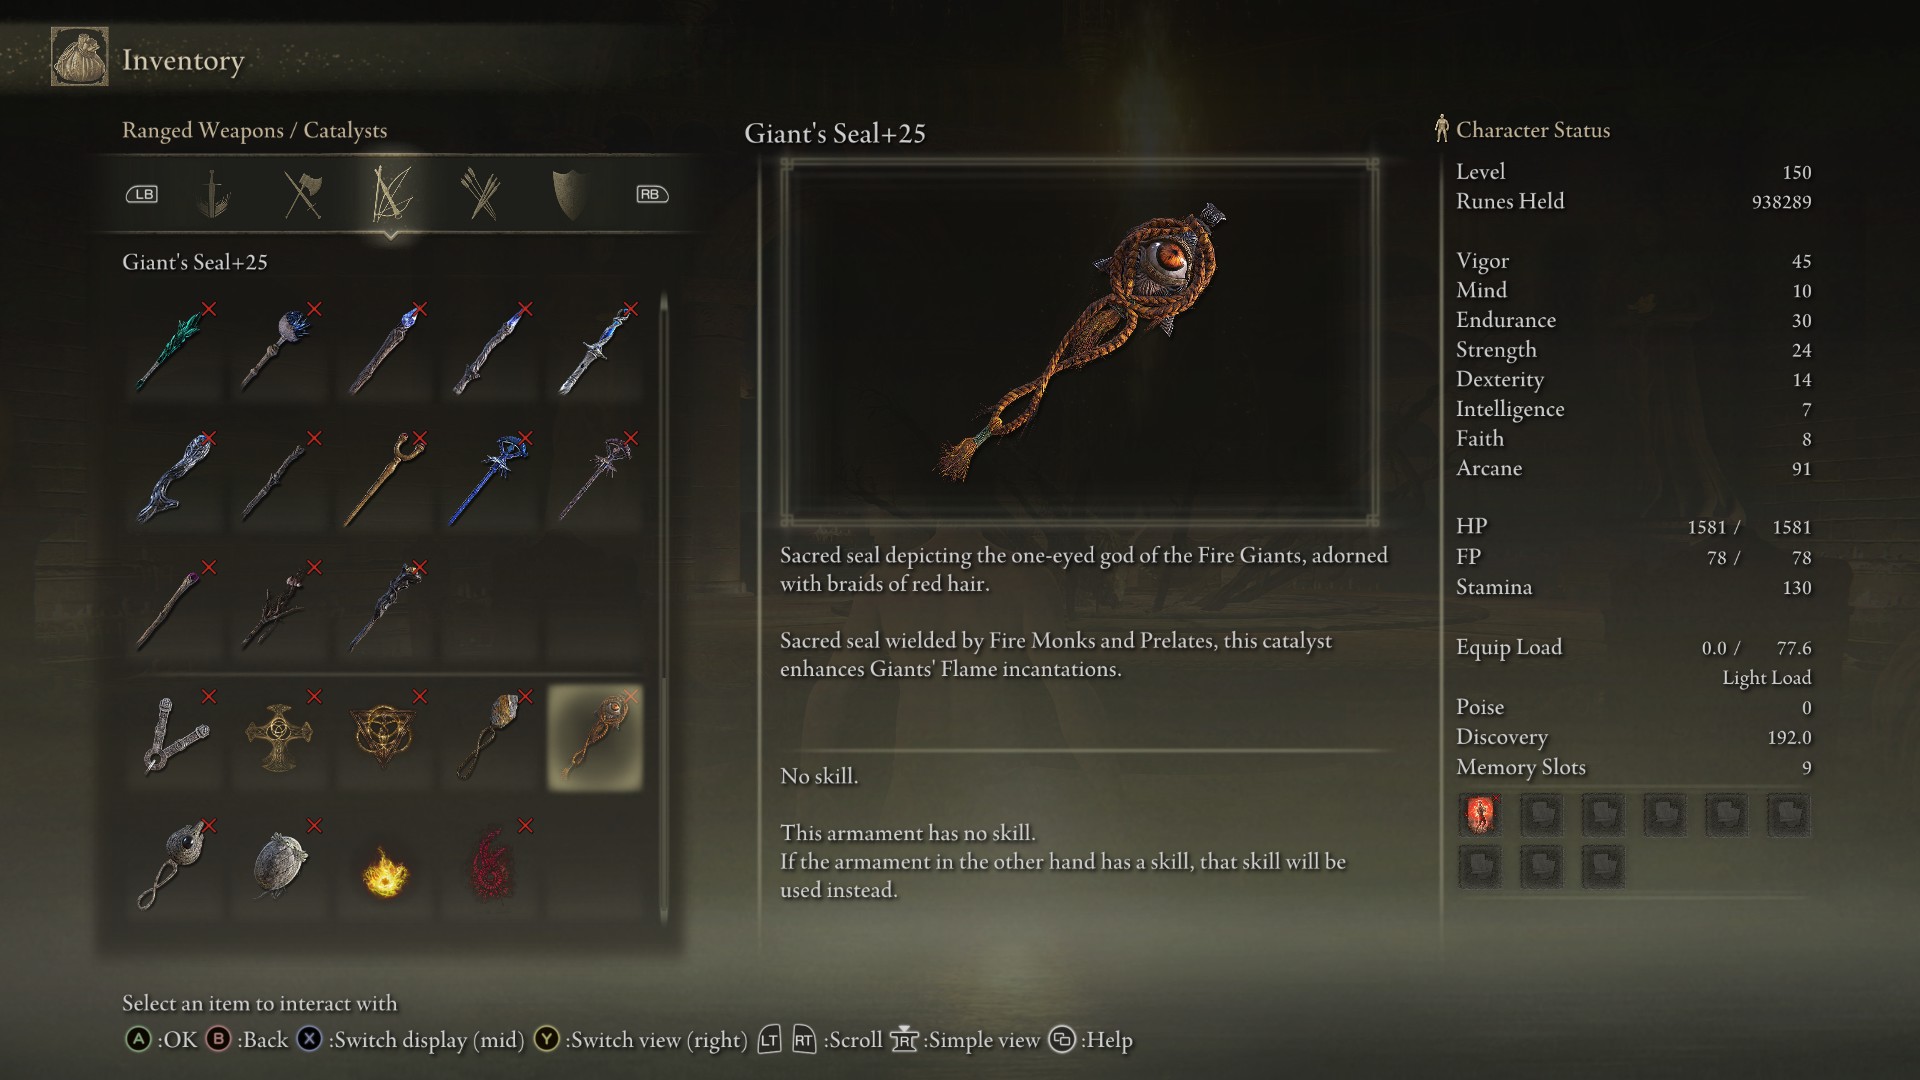 Inventory
Ranged Weapons / Catalysts
LB
RB
Giant's Seal+25
Giant's Seal+25
Sacred seal depicting the one-eyed god of the Fire Giants, adorned
with braids of red hair.
Sacred seal wielded by Fire Monks and Prelates, this catalyst
enhances Giants' Flame incantations.
No skill.
This armament has no skill.
If the armament in the other hand has a skill, that skill will be
used instead.
Character Status
Level 150
Runes Held 938289
Vigor 45
Mind 10
Endurance 30
Strength 24
Dexterity 14
Intelligence 7
Faith 8
Arcane 91
HP 1581 / 1581
FP 78 / 78
Stamina 130
Equip Load 0.0 / 77.6
Light Load
Poise 0
Discovery 192.0
Memory Slots 9
Select an item to interact with
A :OK B :Back X :Switch display (mid) Y :Switch view (right) LT RT :Scroll R :Simple view :Help